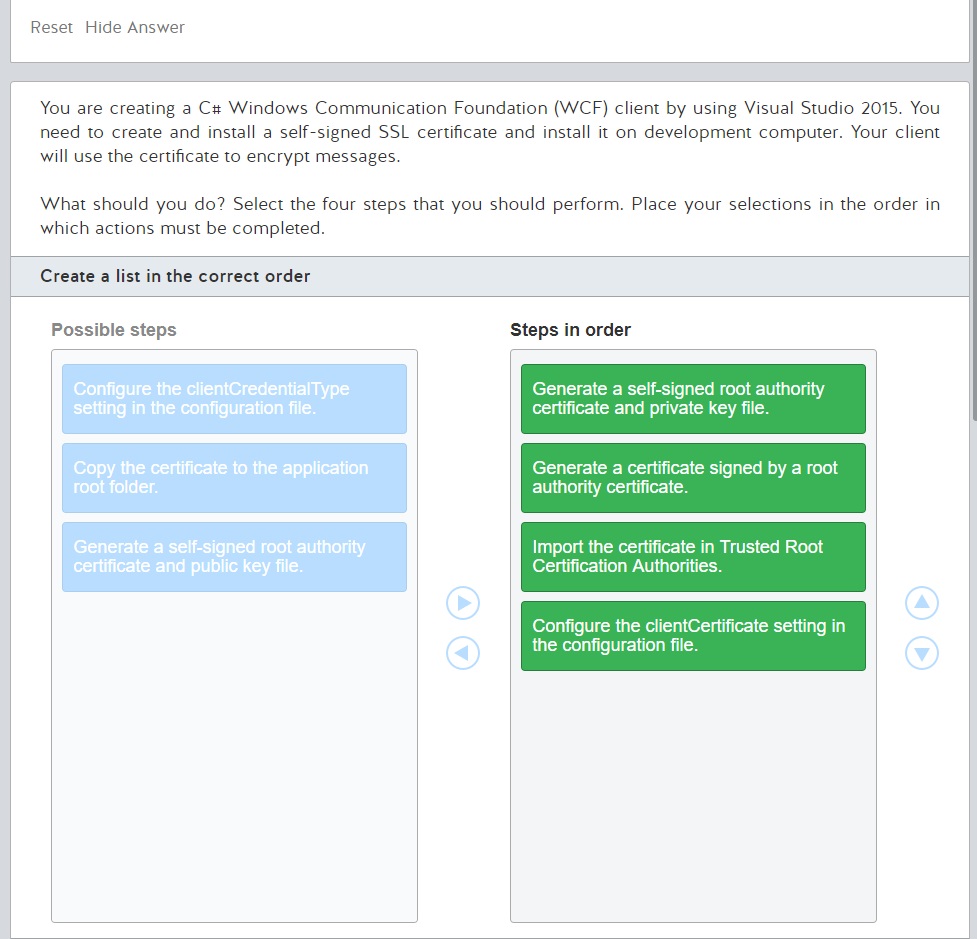 Reset Hide Answer
You are creating a C# Windows Communication Foundation (WCF) client by using Visual Studio 2015. You
need to create and install a self-signed SSL certificate and install it on development computer. Your client
will use the certificate to encrypt messages.
What should you do? Select the four steps that you should perform. Place your selections in the order in
which actions must be completed.
Create a list in the correct order
Possible steps
Configure the clientCredentialType
setting in the configuration file.
Copy the certificate to the application
root folder.
Generate a self-signed root authority
certificate and public key file.
Steps in order
Generate a self-signed root authority
certificate and private key file.
Generate a certificate signed by a root
authority certificate.
Import the certificate in Trusted Root
Certification Authorities.
Configure the clientCertificate setting in
the configuration file.